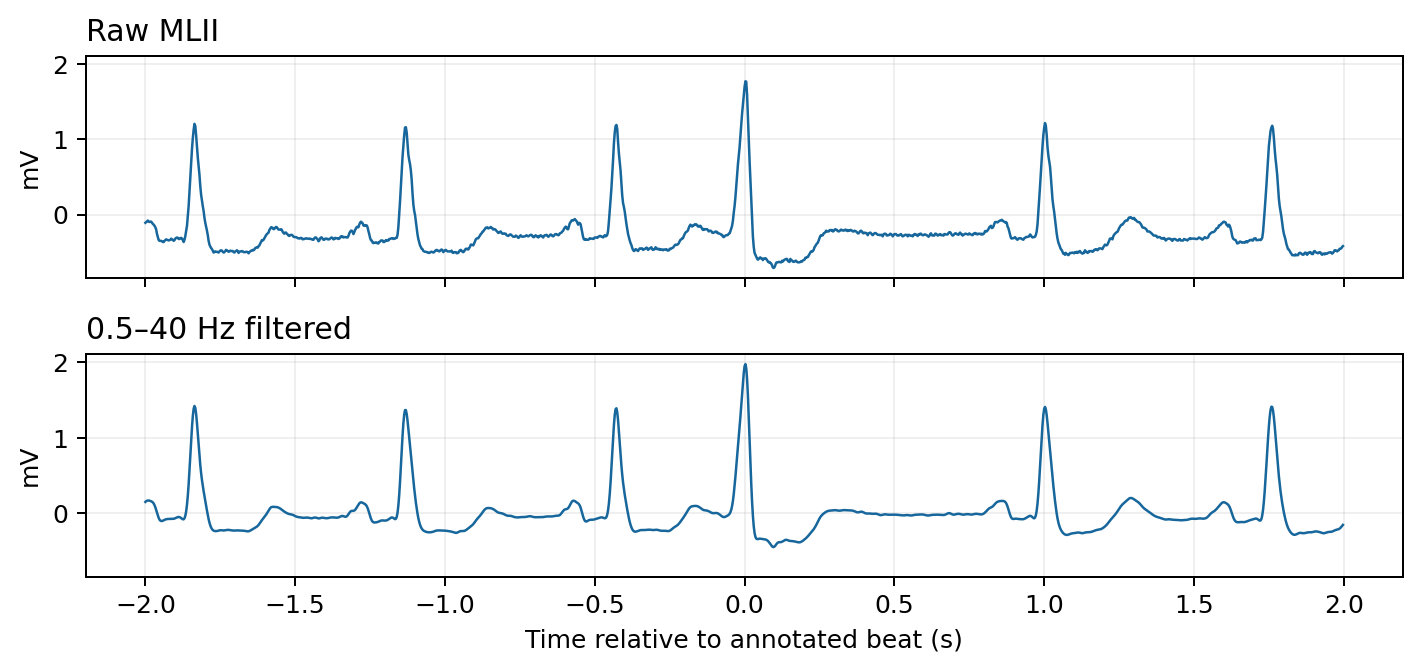 Raw MLII
2
1
0
mV
0.5–40 Hz filtered
2
1
0
mV
−2.0 −1.5 −1.0 −0.5 0.0 0.5 1.0 1.5 2.0
Time relative to annotated beat (s)